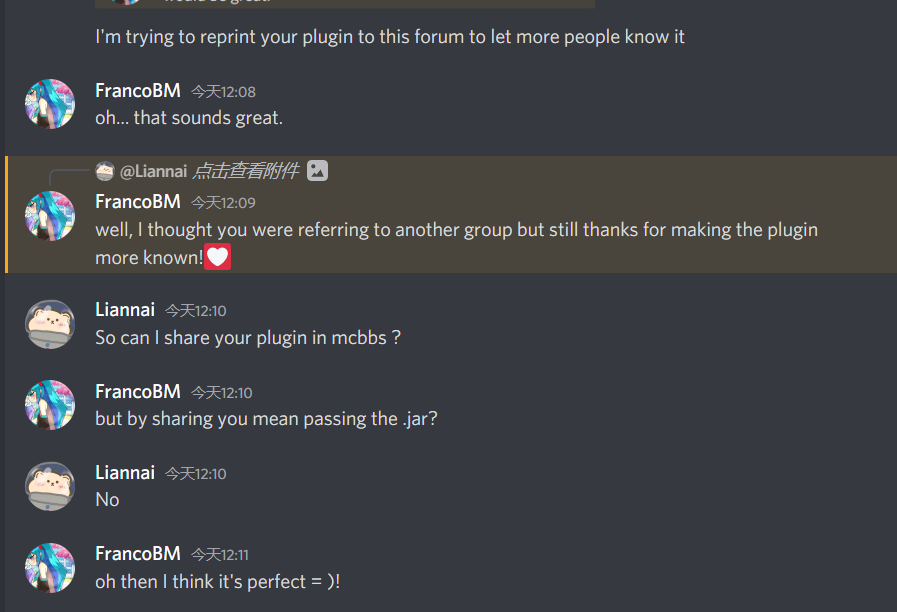 I'm trying to reprint your plugin to this forum to let more people know it
FrancoBM 今天12:08
oh... that sounds great.
@Liannai 点击查看附件
FrancoBM 今天12:09
well, I thought you were referring to another group but still thanks for making the plugin
more known!
Liannai 今天12:10
So can I share your plugin in mcbbs ?
FrancoBM 今天12:10
but by sharing you mean passing the .jar?
Liannai 今天12:10
No
FrancoBM 今天12:11
oh then I think it's perfect = )!